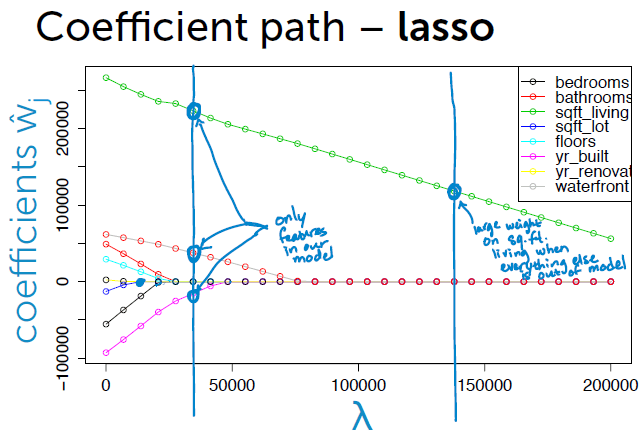 Coefficient path – lasso
coefficients ŵj
200000
100000
0
−100000
0
50000
100000
150000
200000
λ
bedrooms
bathrooms
sqft_living
sqft_lot
floors
yr_built
yr_renovat
waterfront
only
features
in our
model
large weight
on sq.ft.
living when
everything else
is out of model